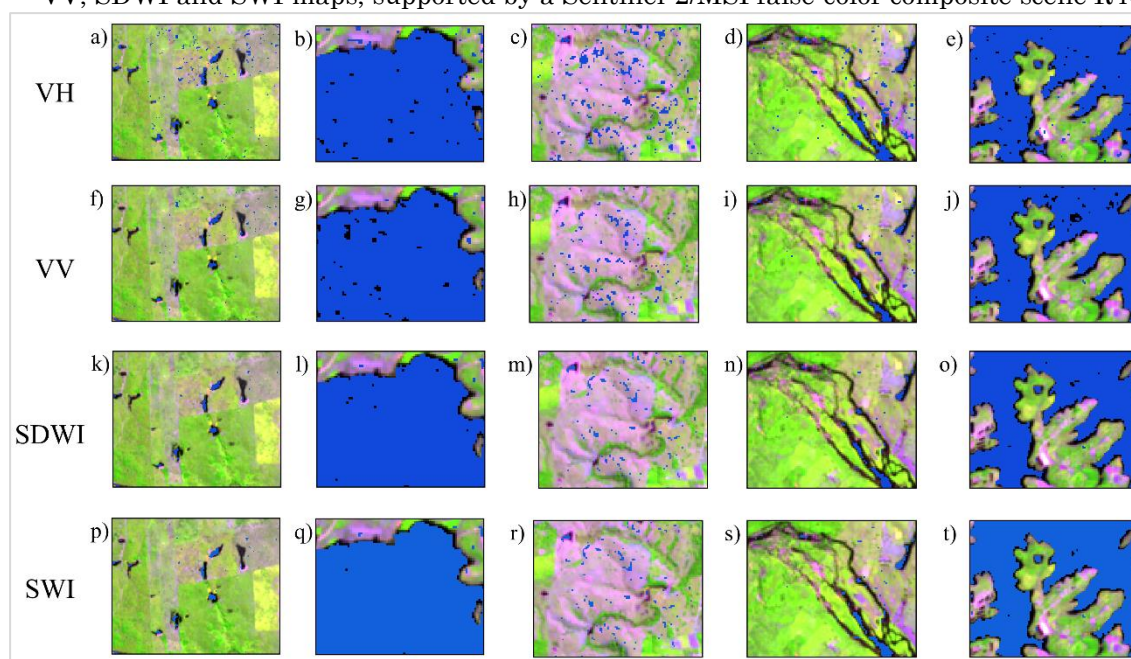 VV, SDWI and SWI maps, supported by a Sentinel-2/MSI false-color composite scene
a) b) c) d) e)
VH
f) g) h) i) j)
VV
k) l) m) n) o)
SDWI
p) q) r) s) t)
SWI